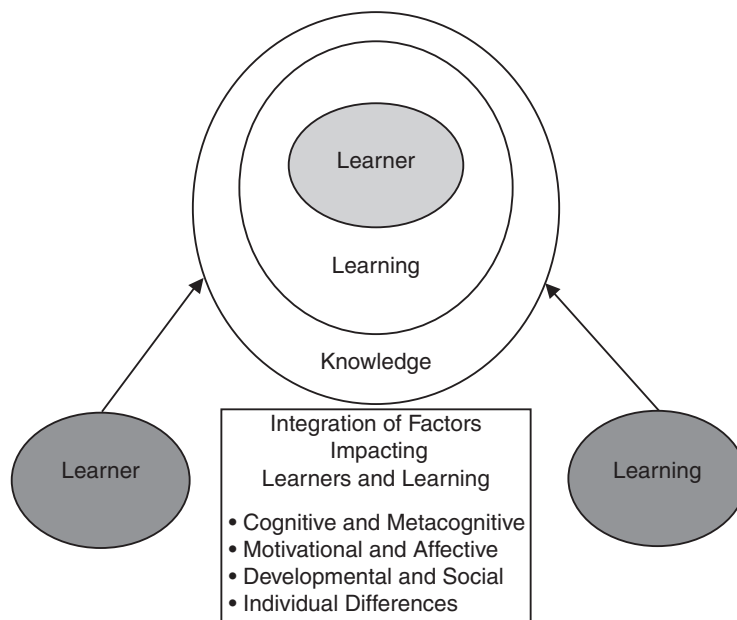 Learner
Learning
Knowledge
Learner
Learning
Integration of Factors
Impacting
Learners and Learning
• Cognitive and Metacognitive
• Motivational and Affective
• Developmental and Social
• Individual Differences